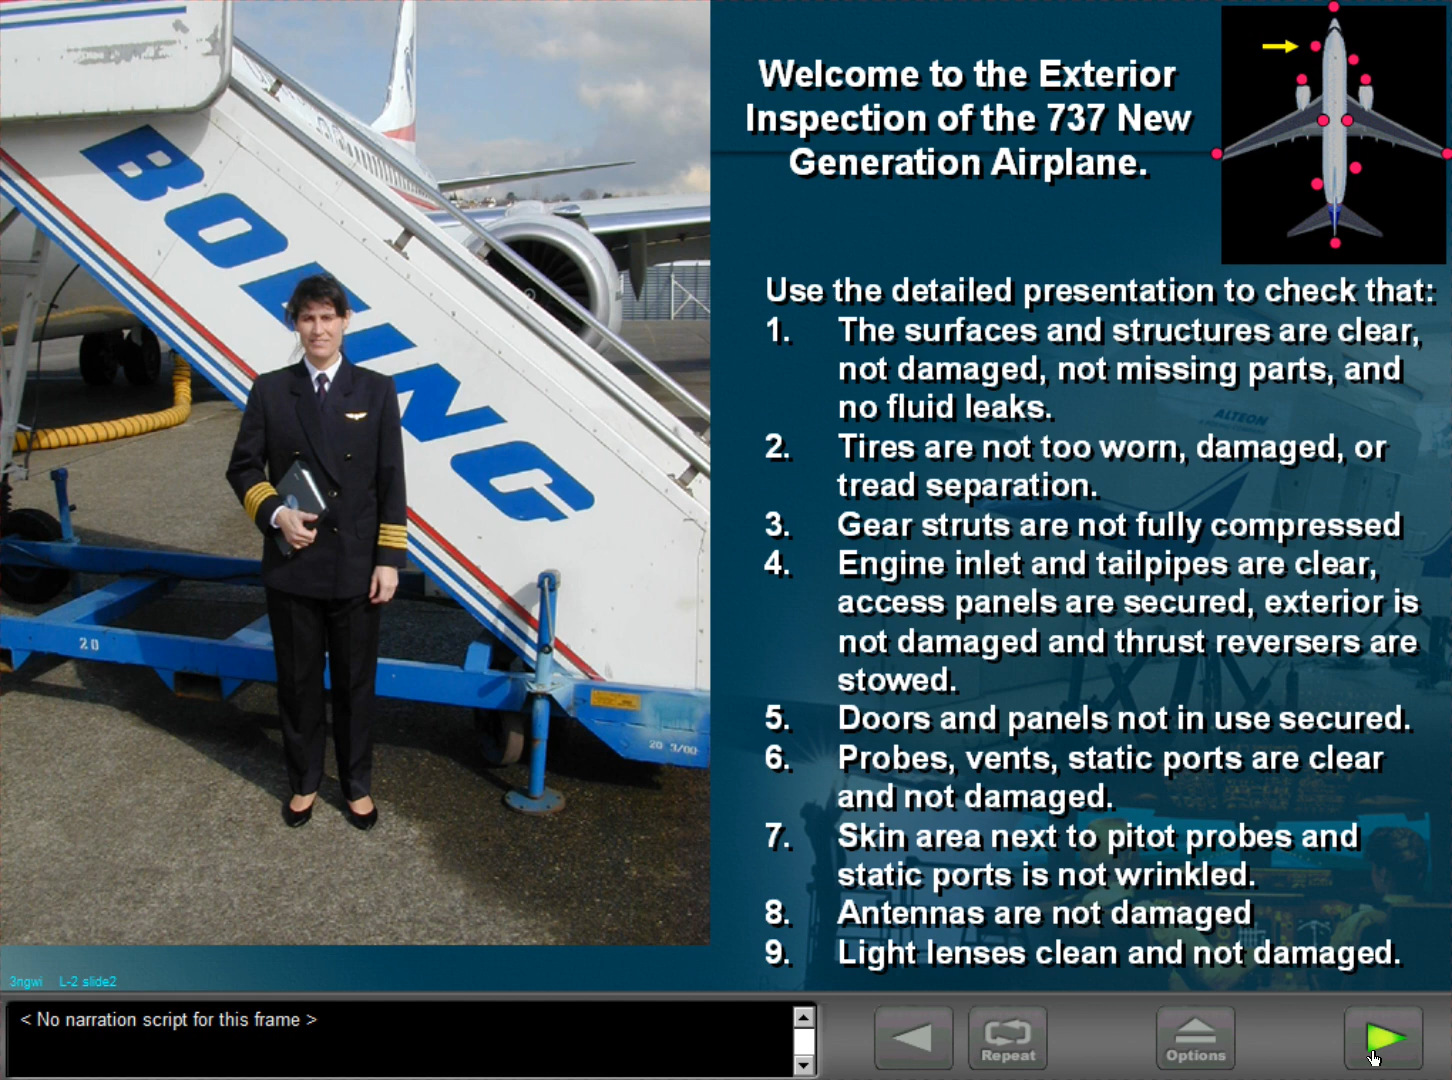 BOEING
20
20 3/00
Welcome to the Exterior
Inspection of the 737 New
Generation Airplane.
Use the detailed presentation to check that:
1. The surfaces and structures are clear,
not damaged, not missing parts, and
no fluid leaks.
2. Tires are not too worn, damaged, or
tread separation.
3. Gear struts are not fully compressed
4. Engine inlet and tailpipes are clear,
access panels are secured, exterior is
not damaged and thrust reversers are
stowed.
5. Doors and panels not in use secured.
6. Probes, vents, static ports are clear
and not damaged.
7. Skin area next to pitot probes and
static ports is not wrinkled.
8. Antennas are not damaged
9. Light lenses clean and not damaged.
ALTEON
3ngwi L-2 slide2
< No narration script for this frame >
Repeat
Options